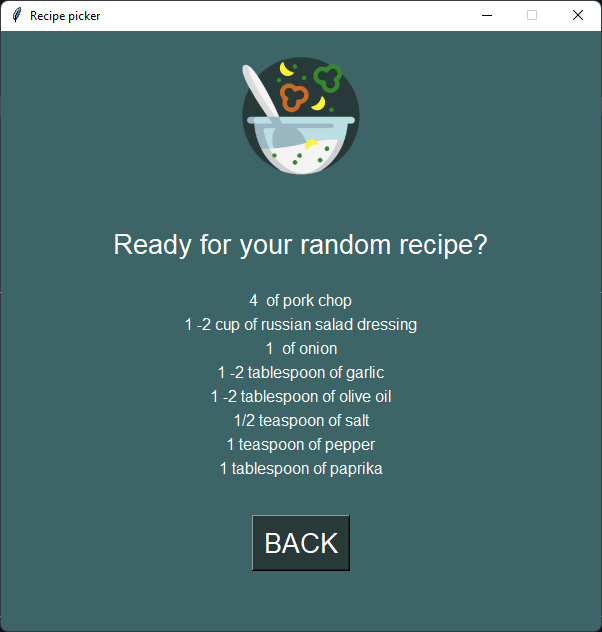 Recipe picker
Ready for your random recipe?
4  of pork chop
1 -2 cup of russian salad dressing
1  of onion
1 -2 tablespoon of garlic
1 -2 tablespoon of olive oil
1/2 teaspoon of salt
1 teaspoon of pepper
1 tablespoon of paprika
BACK